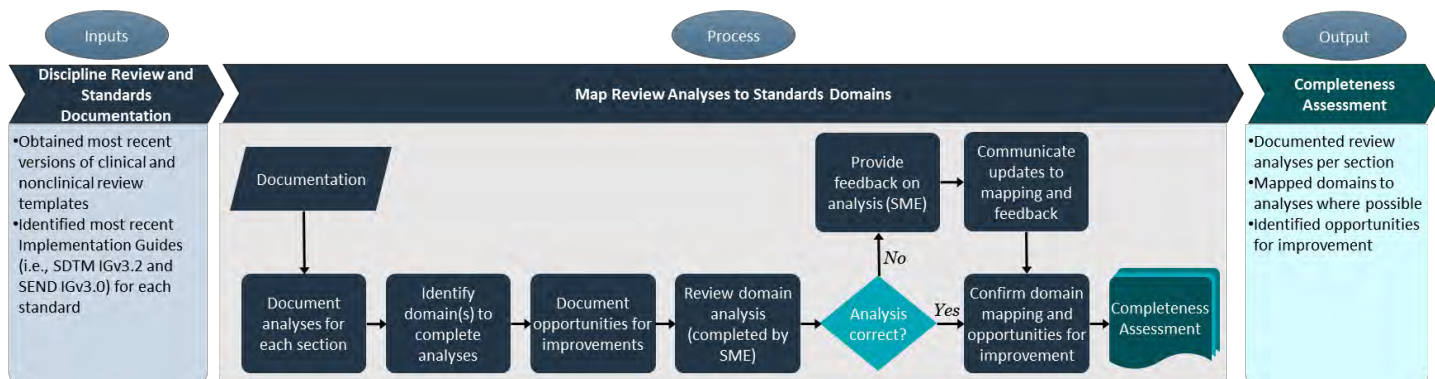 Inputs
Process
Output
Discipline Review and
Standards
Documentation
Map Review Analyses to Standards Domains
Completeness
Assessment
•Obtained most recent
versions of clinical and
nonclinical review
templates
•Identified most recent
Implementation Guides
(i.e., SDTM IGv3.2 and
SEND IGv3.0) for each
standard
Documentation
Document
analyses for
each section
Identify
domain(s) to
complete
analyses
Document
opportunities for
improvements
Review domain
analysis
(completed by
SME)
Analysis
correct?
No
Yes
Provide
feedback on
analysis (SME)
Communicate
updates to
mapping and
feedback
Confirm domain
mapping and
opportunities for
improvement
Completeness
Assessment
•Documented review
analyses per section
•Mapped domains to
analyses where possible
•Identified opportunities
for improvement